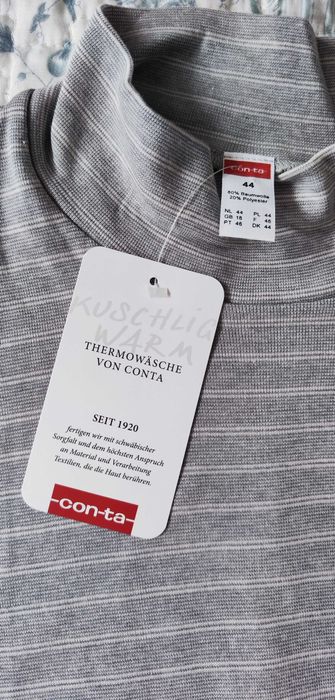 con-ta
44
80% Baumwolle
20% Polyester
NL 44 PL 44
GB 18 F 46
PT 46 DK 44
KUSCHLIG
WARM
THERMOWÄSCHE
VON CONTA
SEIT 1920
fertigen wir mit schwäbischer
Sorgfalt und dem höchsten Anspruch
an Material und Verarbeitung
Textilien, die die Haut berühren.
con-ta